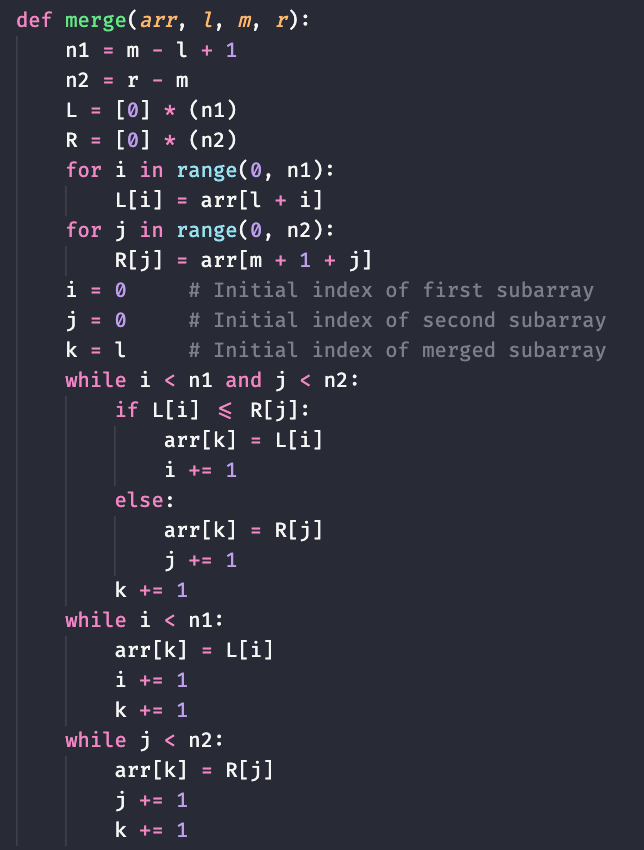 def merge(arr, l, m, r):
    n1 = m - l + 1
    n2 = r - m
    L = [0] * (n1)
    R = [0] * (n2)
    for i in range(0, n1):
        L[i] = arr[l + i]
    for j in range(0, n2):
        R[j] = arr[m + 1 + j]
    i = 0     # Initial index of first subarray
    j = 0     # Initial index of second subarray
    k = l     # Initial index of merged subarray
    while i < n1 and j < n2:
        if L[i] ≤ R[j]:
            arr[k] = L[i]
            i += 1
        else:
            arr[k] = R[j]
            j += 1
        k += 1
    while i < n1:
        arr[k] = L[i]
        i += 1
        k += 1
    while j < n2:
        arr[k] = R[j]
        j += 1
        k += 1